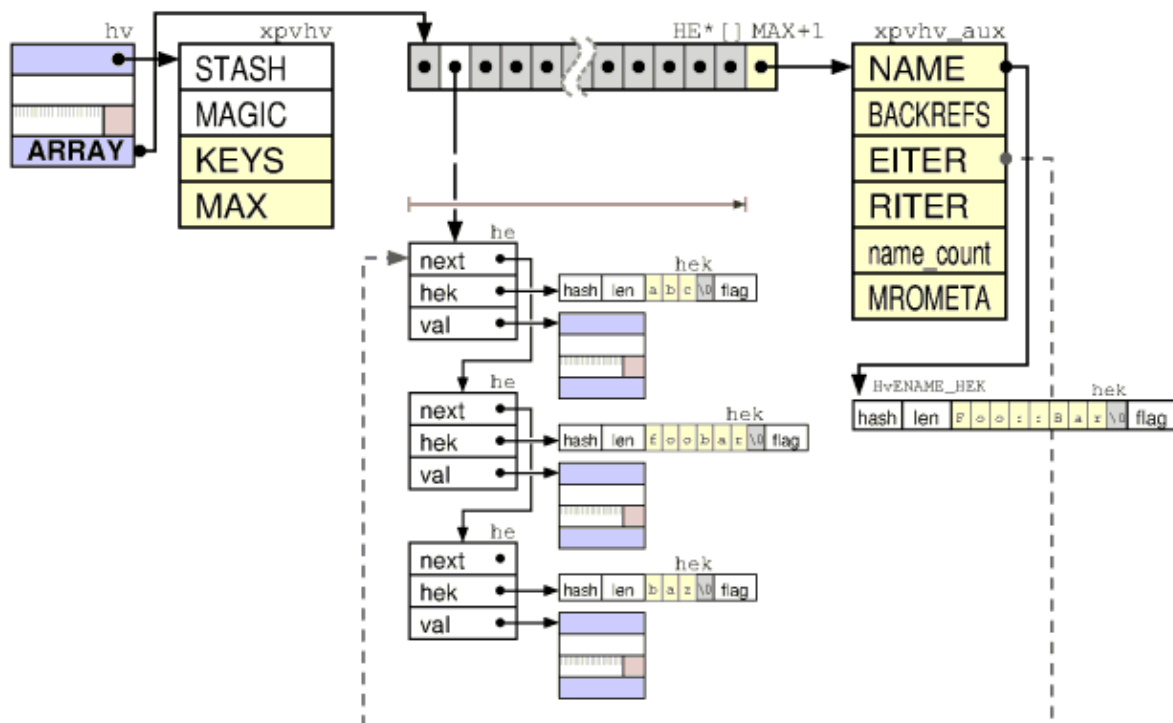 hv
xpvhv
HE*[] MAX+1
xpvhv_aux
STASH
MAGIC
KEYS
MAX
ARRAY
NAME
BACKREFS
EITER
RITER
name_count
MROMETA
he
next
hek
val
hek
hash len a b c \0 flag
he
next
hek
val
hek
hash len f o o b a r \0 flag
he
next
hek
val
hek
hash len b a z \0 flag
HvENAME_HEK
hek
hash len F o o : : B a r \0 flag